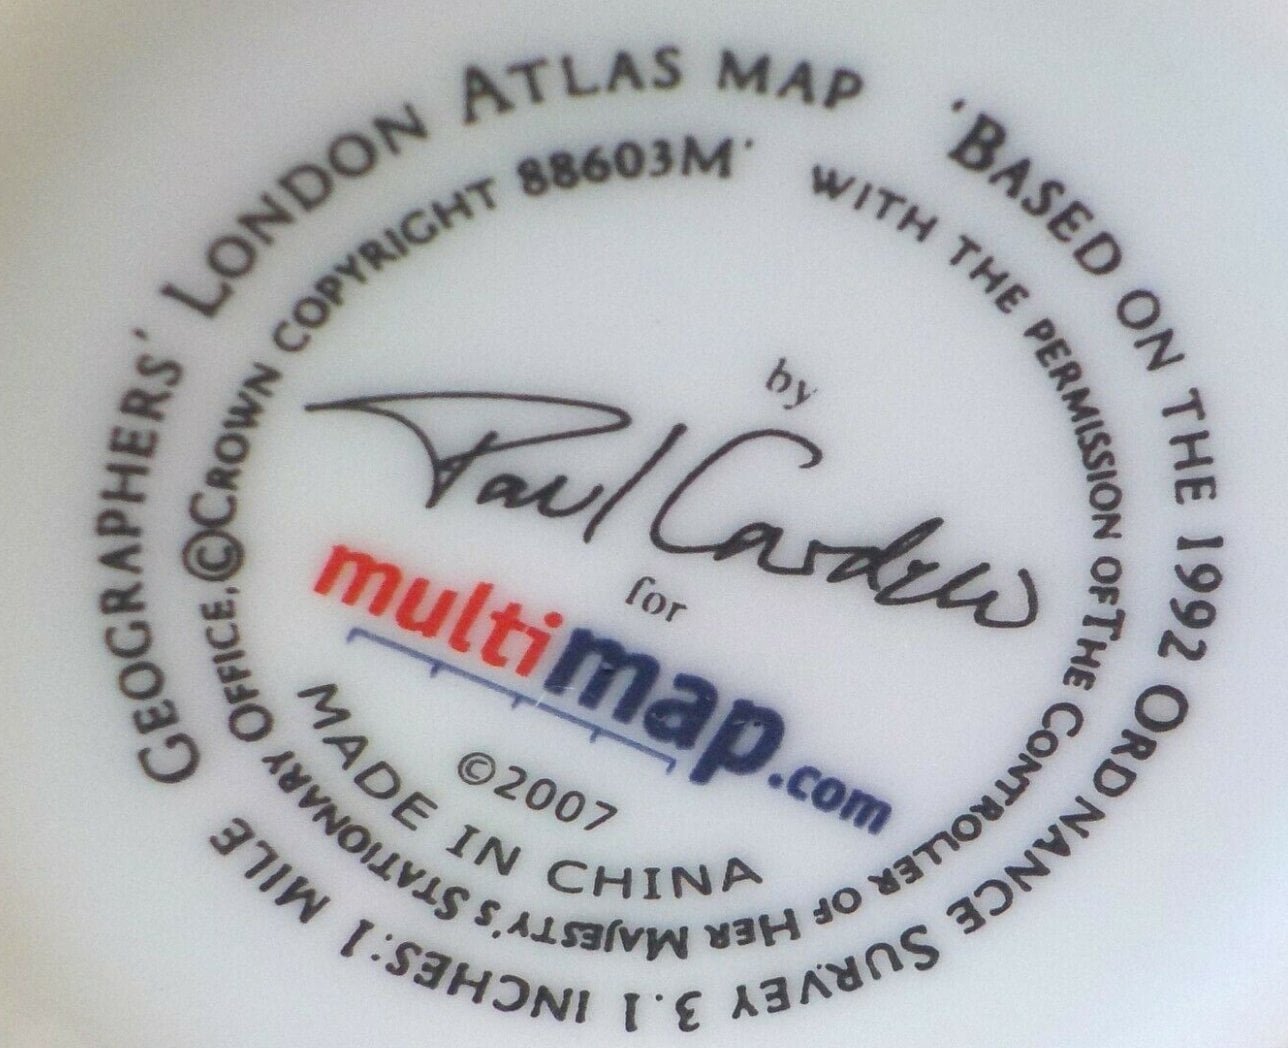 GEOGRAPHERS' LONDON ATLAS MAP 'BASED ON THE 1992 ORDNANCE SURVEY 3.1 INCHES:1 MILE
WITH THE PERMISSION OF THE CONTROLLER OF HER MAJESTY'S STATIONARY OFFICE, ©CROWN COPYRIGHT 88603M'
by
Paul Cardew
for
multimap.com
©2007
MADE IN CHINA